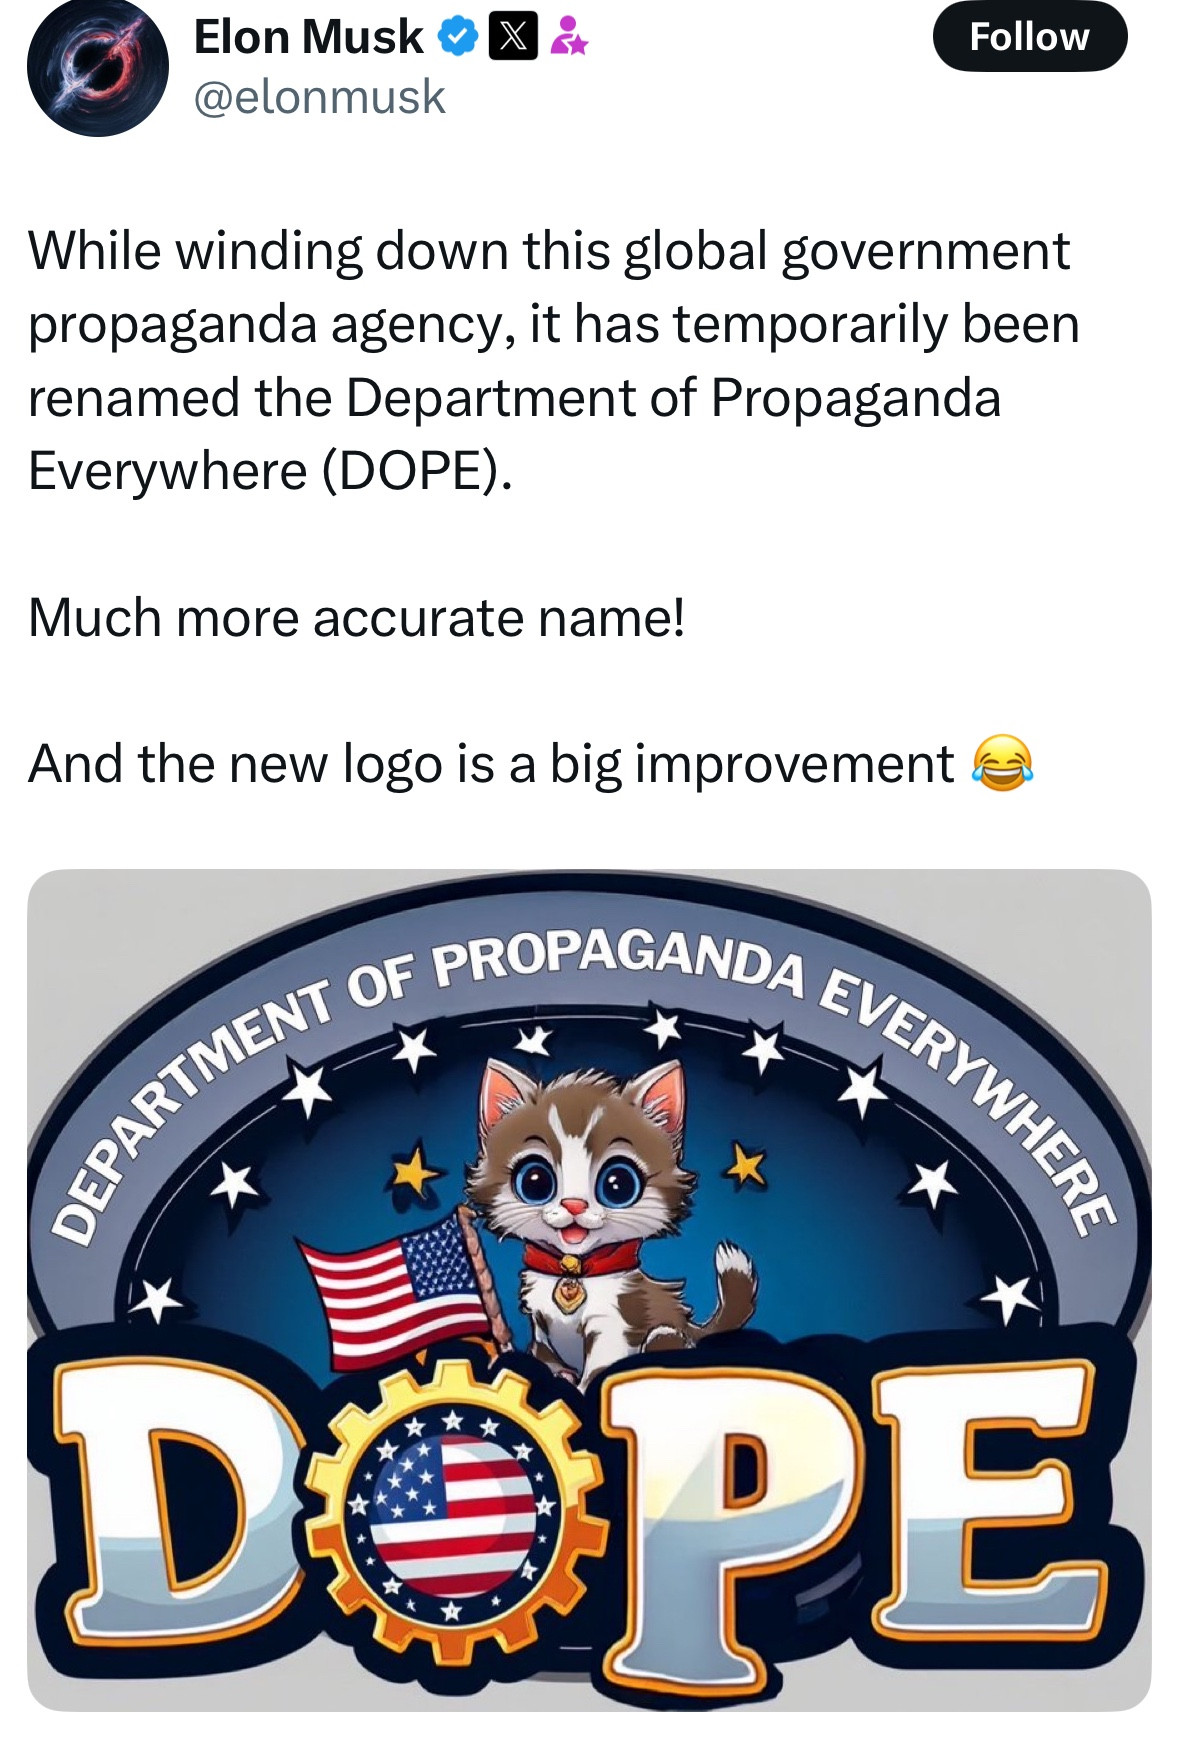 Elon Musk
Follow
@elonmusk
While winding down this global government
propaganda agency, it has temporarily been
renamed the Department of Propaganda
Everywhere (DOPE).
Much more accurate name!
And the new logo is a big improvement 😂
DEPARTMENT OF PROPAGANDA EVERYWHERE
DOPE